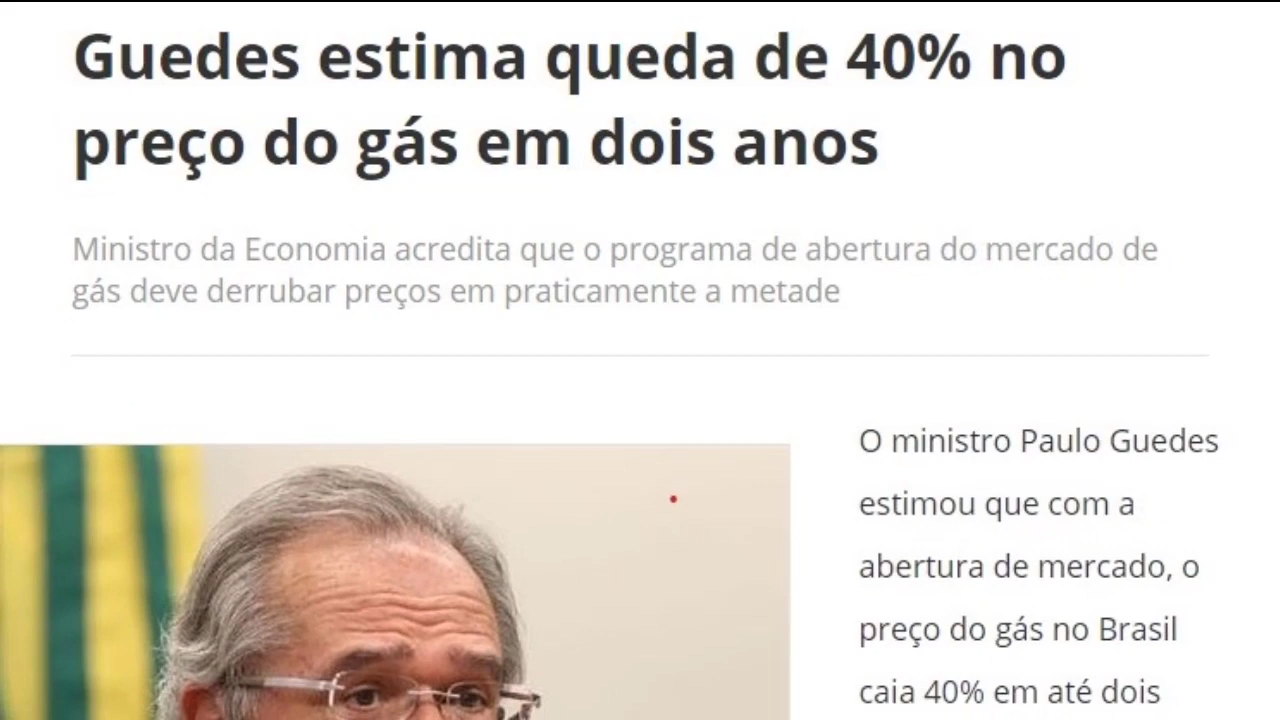 Guedes estima queda de 40% no
preço do gás em dois anos
Ministro da Economia acredita que o programa de abertura do mercado de
gás deve derrubar preços em praticamente a metade
O ministro Paulo Guedes
estimou que com a
abertura de mercado, o
preço do gás no Brasil
caia 40% em até dois